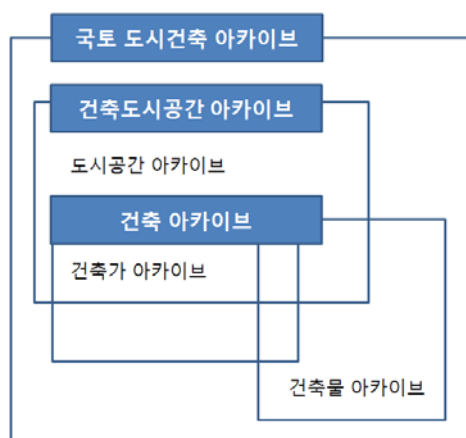 국토 도시건축 아카이브
건축도시공간 아카이브
도시공간 아카이브
건축 아카이브
건축가 아카이브
건축물 아카이브